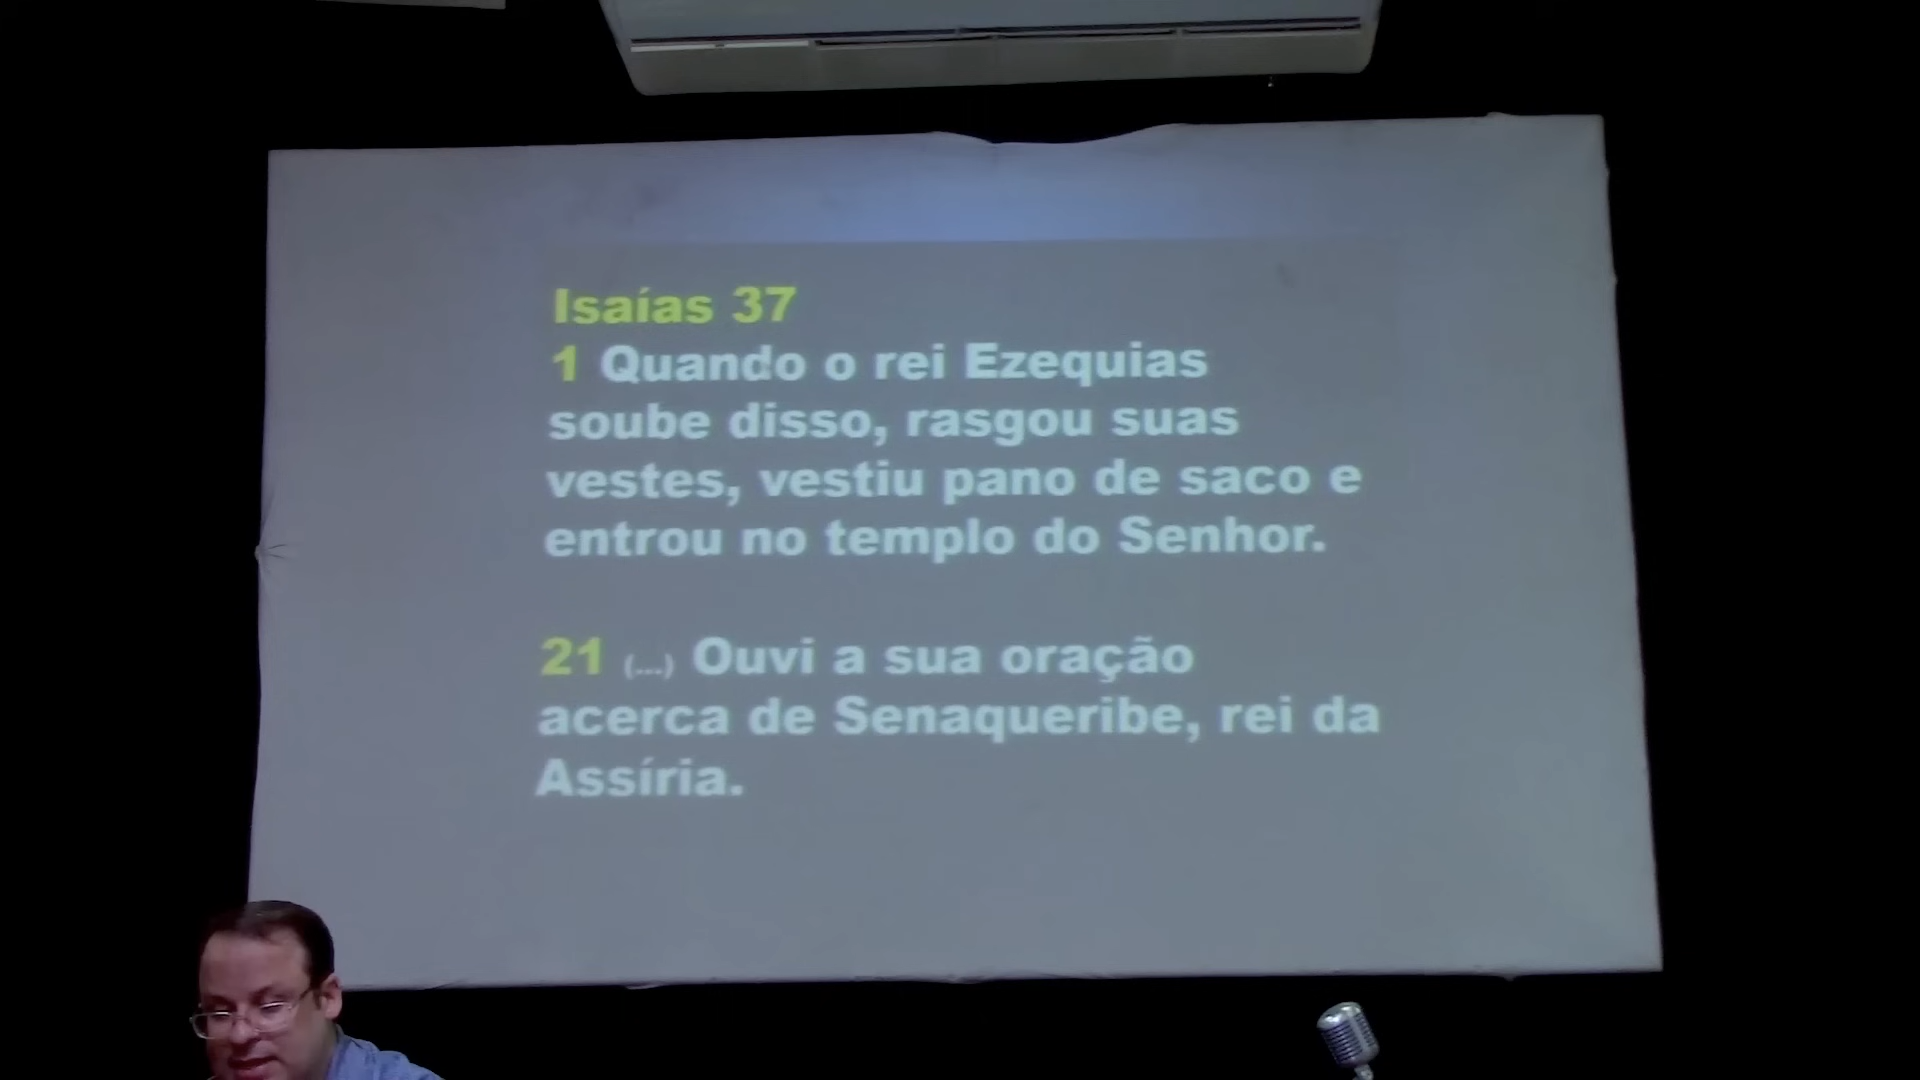 Isaías 37
1 Quando o rei Ezequias
soube disso, rasgou suas
vestes, vestiu pano de saco e
entrou no templo do Senhor.
21 (...) Ouvi a sua oração
acerca de Senaqueribe, rei da
Assíria.